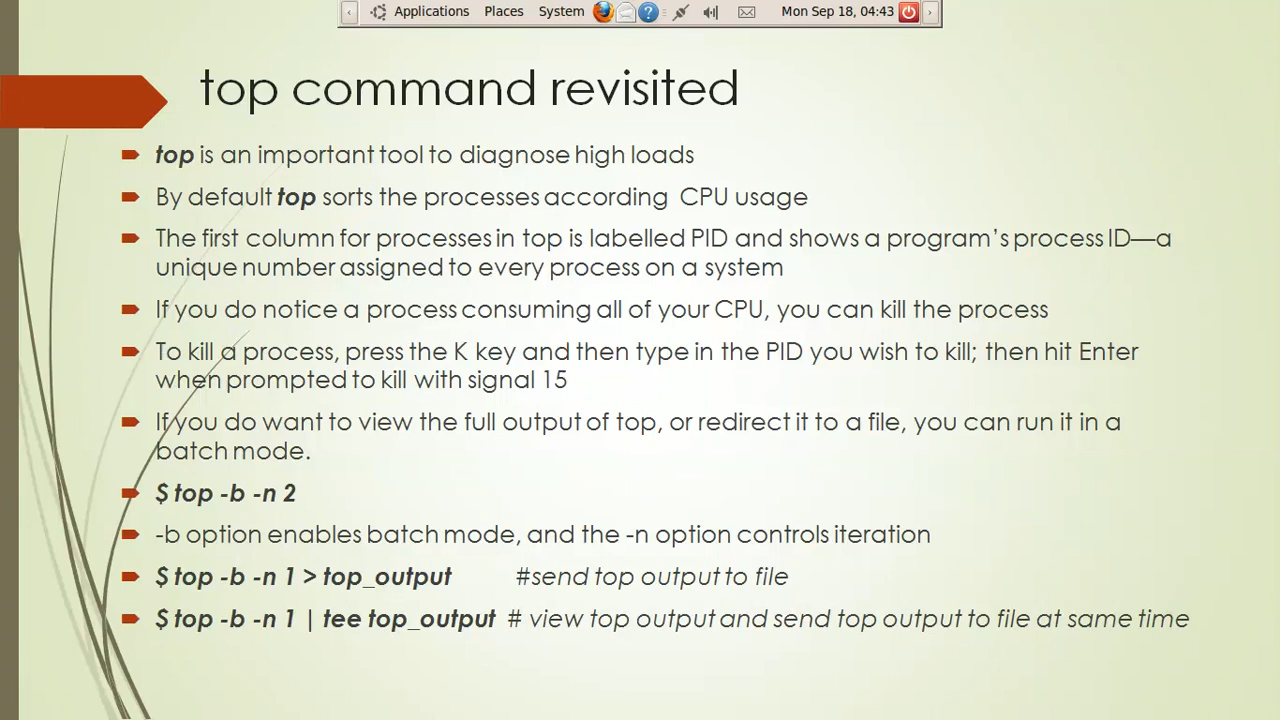 Applications Places System Mon Sep 18, 04:43
top command revisited
top is an important tool to diagnose high loads
By default top sorts the processes according CPU usage
The first column for processes in top is labelled PID and shows a program’s process ID—a
unique number assigned to every process on a system
If you do notice a process consuming all of your CPU, you can kill the process
To kill a process, press the K key and then type in the PID you wish to kill; then hit Enter
when prompted to kill with signal 15
If you do want to view the full output of top, or redirect it to a file, you can run it in a
batch mode.
$ top -b -n 2
-b option enables batch mode, and the -n option controls iteration
$ top -b -n 1 > top_output #send top output to file
$ top -b -n 1 | tee top_output # view top output and send top output to file at same time